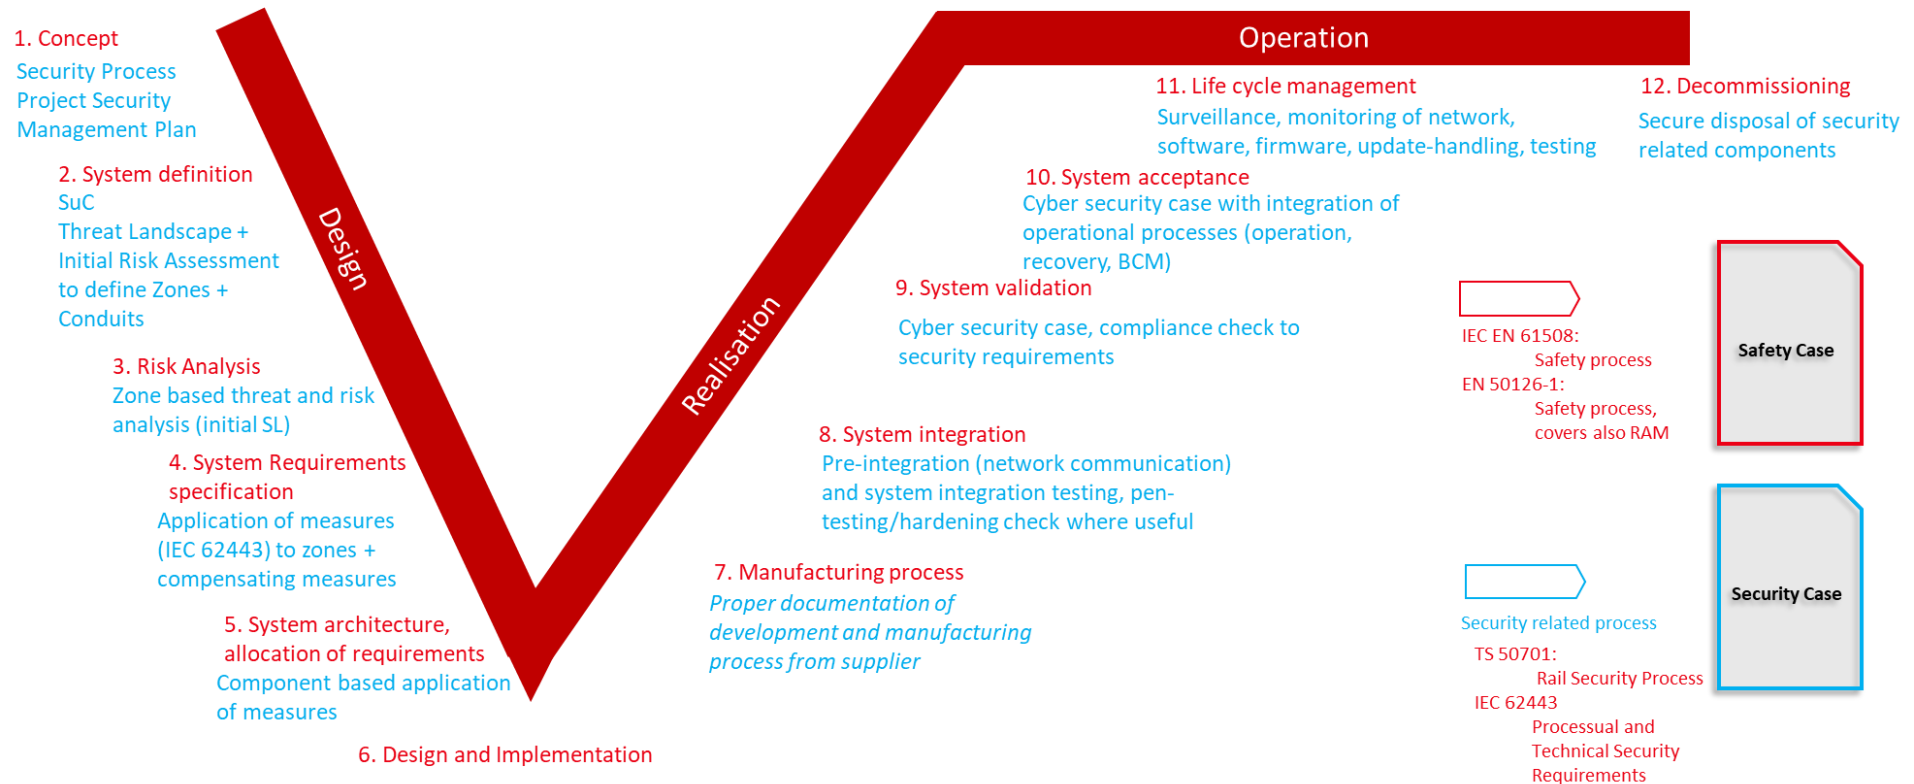 1. Concept
Security Process
Project Security
Management Plan
2. System definition
SuC
Threat Landscape +
Initial Risk Assessment
to define Zones +
Conduits
3. Risk Analysis
Zone based threat and risk
analysis (initial SL)
4. System Requirements
specification
Application of measures
(IEC 62443) to zones +
compensating measures
5. System architecture,
allocation of requirements
Component based application
of measures
6. Design and Implementation
Design
Realisation
Operation
7. Manufacturing process
Proper documentation of
development and manufacturing
process from supplier
8. System integration
Pre-integration (network communication)
and system integration testing, pen-
testing/hardening check where useful
9. System validation
Cyber security case, compliance check to
security requirements
10. System acceptance
Cyber security case with integration of
operational processes (operation,
recovery, BCM)
11. Life cycle management
Surveillance, monitoring of network,
software, firmware, update-handling, testing
12. Decommissioning
Secure disposal of security
related components
IEC EN 61508:
Safety process
EN 50126-1:
Safety process,
covers also RAM
Safety Case
Security related process
TS 50701:
Rail Security Process
IEC 62443
Processual and
Technical Security
Requirements
Security Case